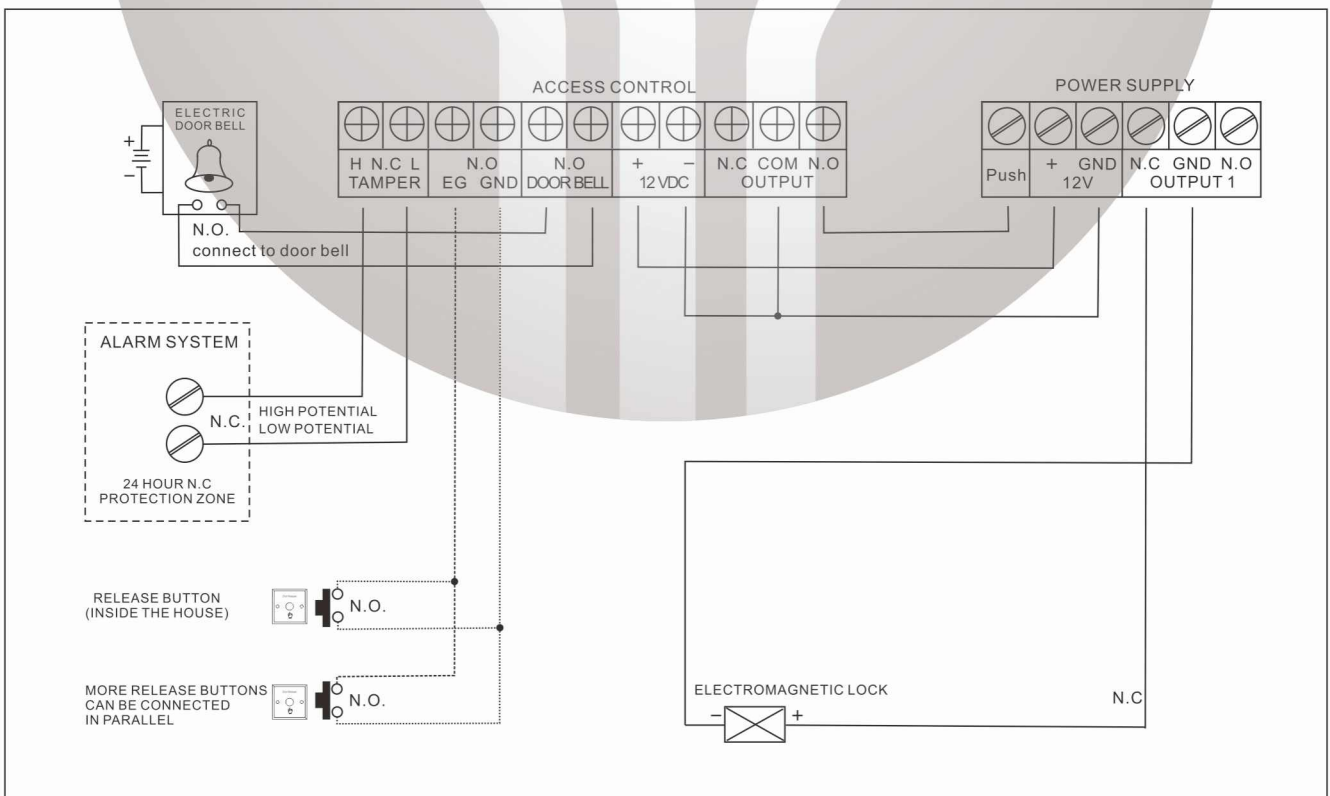 ACCESS CONTROL
POWER SUPPLY
ELECTRIC
DOOR BELL
+
−
N.O.
connect to door bell
H N.C L
TAMPER
N.O
EG GND
N.O
DOOR BELL
+ −
12 VDC
N.C COM N.O
OUTPUT
Push
+ GND
12V
N.C GND N.O
OUTPUT 1
ALARM SYSTEM
N.C.
HIGH POTENTIAL
LOW POTENTIAL
24 HOUR N.C
PROTECTION ZONE
RELEASE BUTTON
(INSIDE THE HOUSE)
N.O.
MORE RELEASE BUTTONS
CAN BE CONNECTED
IN PARALLEL
N.O.
ELECTROMAGNETIC LOCK
− +
N.C